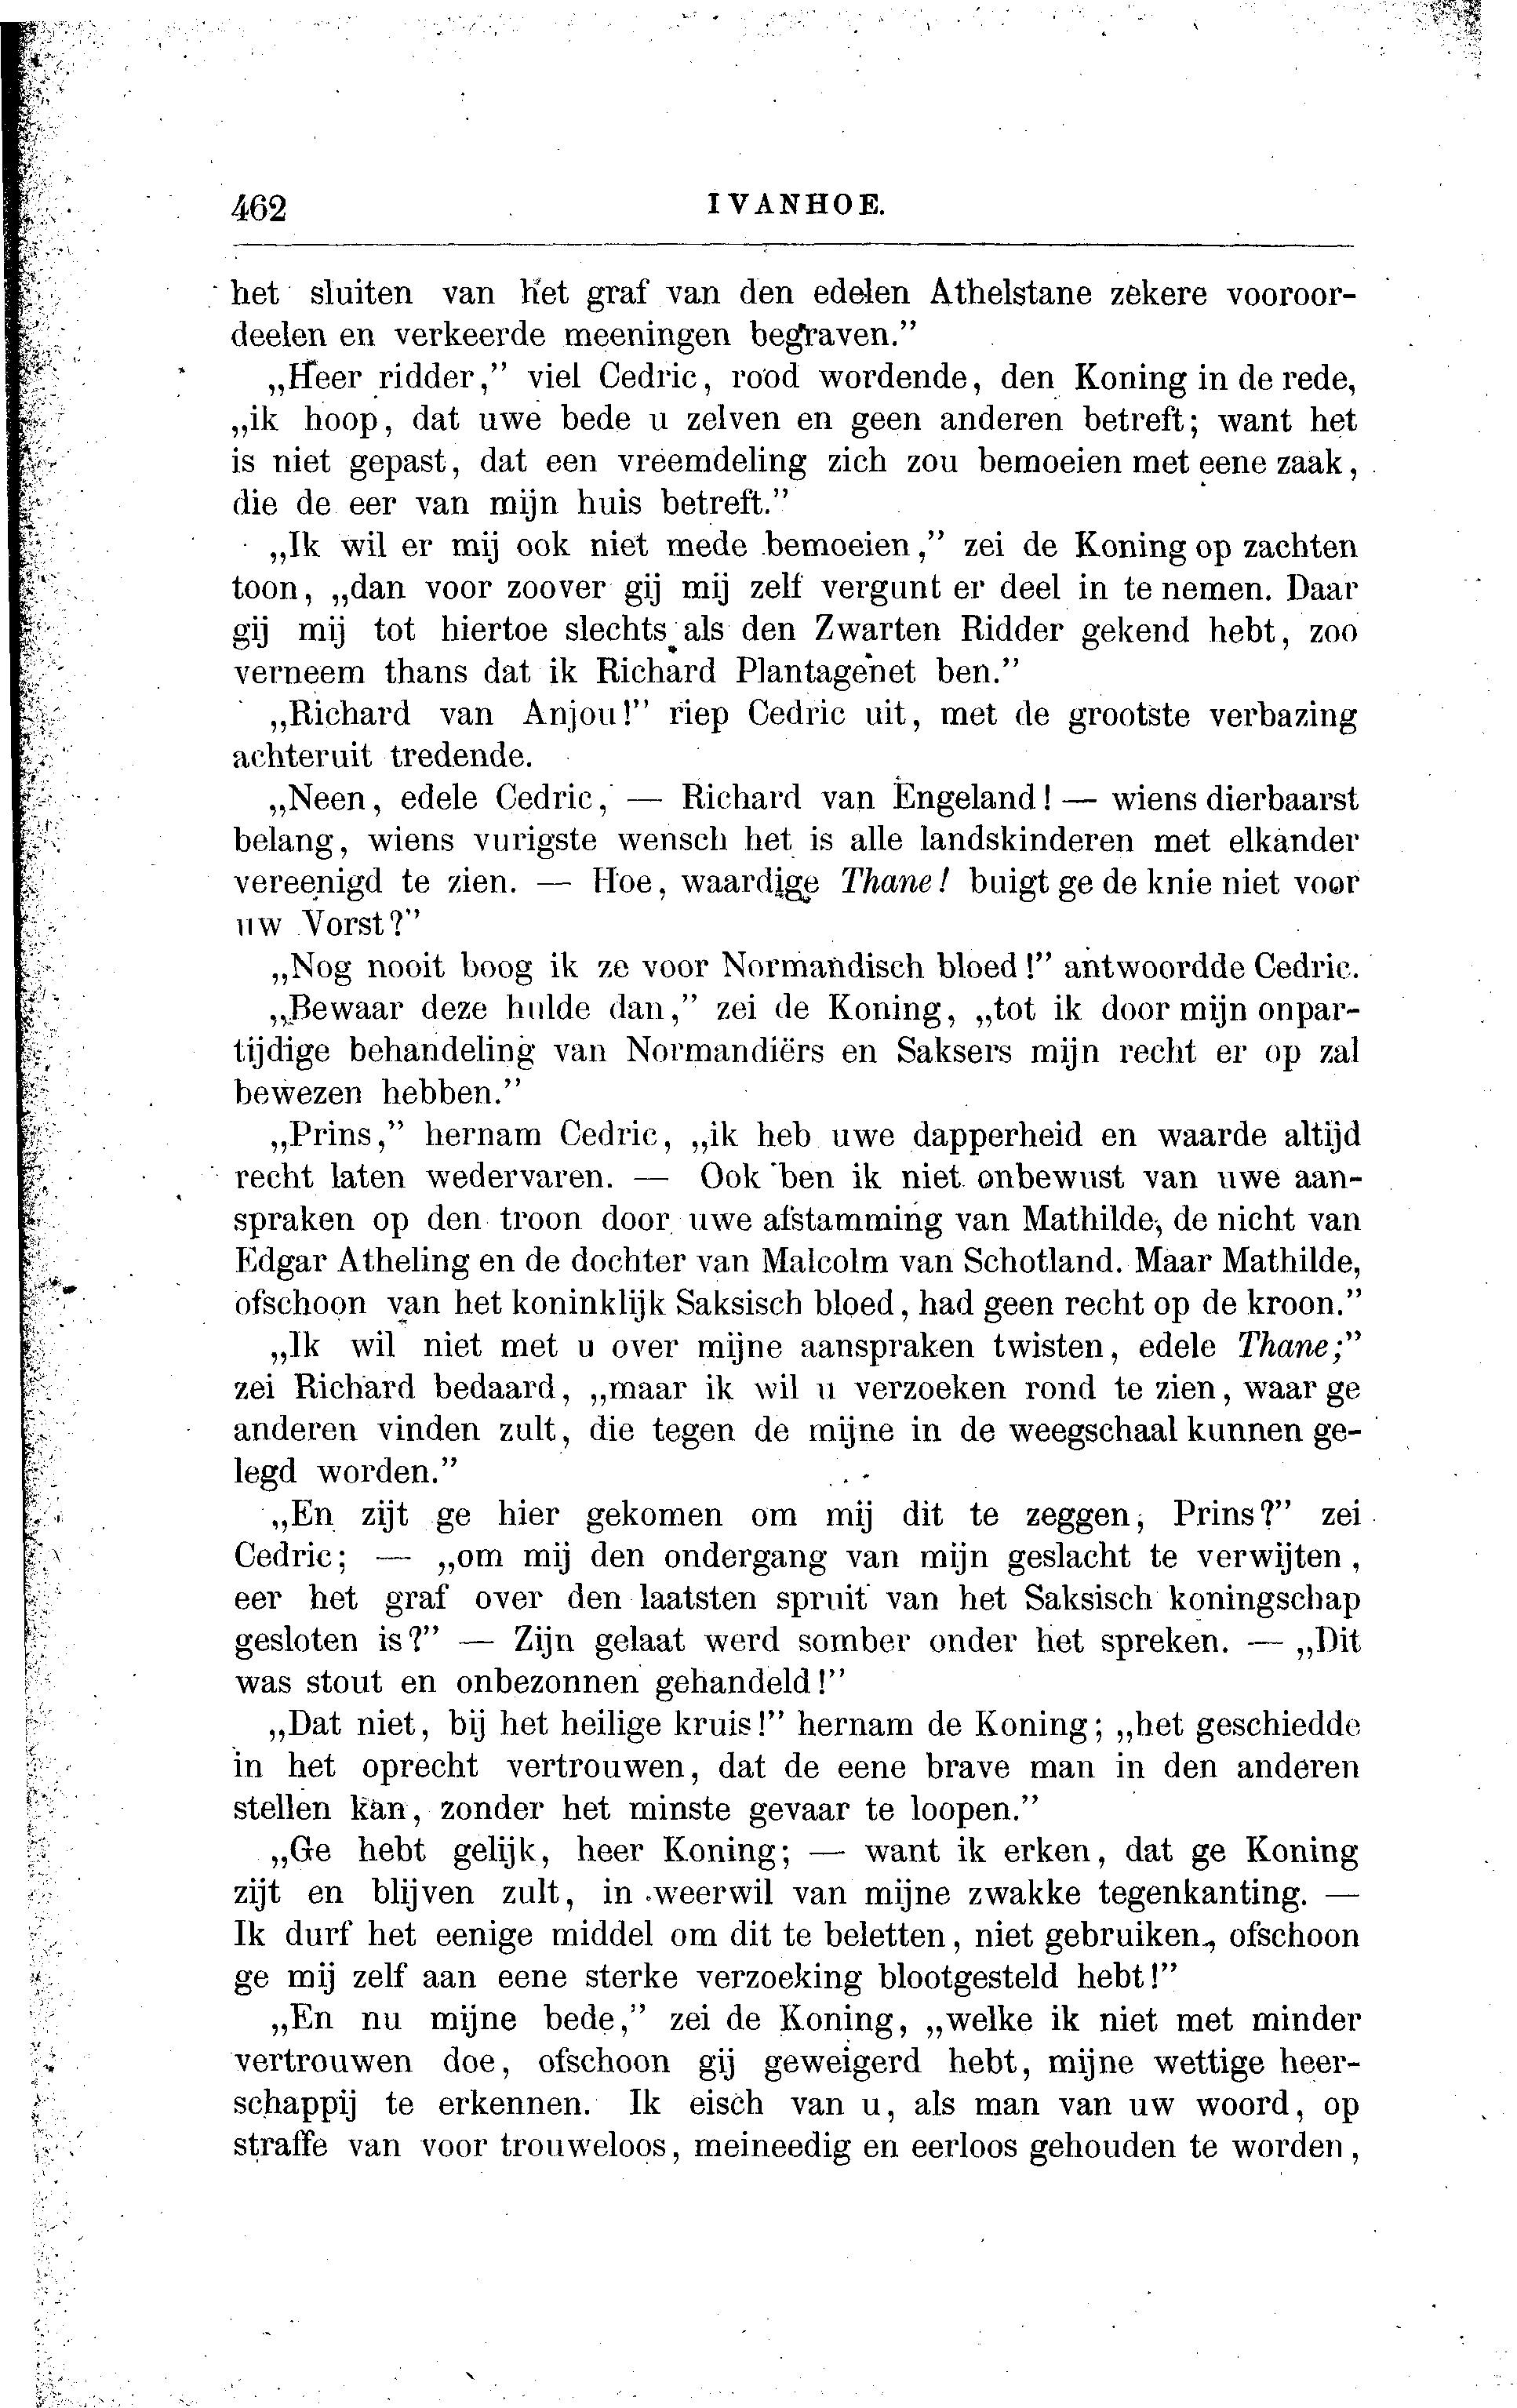 462 IVANHOE.
het sluiten van het graf van den edelen Athelstane zekere vooroor-
deelen en verkeerde meeningen begraven.”
„Heer ridder,” viel Cedric, rood wordende, den Koning in de rede,
„ik hoop, dat uwe bede u zelven en geen anderen betreft; want het
is niet gepast, dat een vreemdeling zich zou bemoeien met eene zaak,
die de eer van mijn huis betreft.”
„Ik wil er mij ook niet mede bemoeien,” zei de Koning op zachten
toon, „dan voor zoover gij mij zelf vergunt er deel in te nemen. Daar
gij mij tot hiertoe slechts als den Zwarten Ridder gekend hebt, zoo
verneem thans dat ik Richard Plantagenet ben.”
„Richard van Anjou!” riep Cedric uit, met de grootste verbazing
achteruit tredende.
„Neen, edele Cedric, — Richard van Engeland! — wiens dierbaarst
belang, wiens vurigste wensch het is alle landskinderen met elkander
vereenigd te zien. — Hoe, waardige Thane! buigt ge de knie niet voor
uw Vorst?”
„Nog nooit boog ik ze voor Normandisch bloed!” antwoordde Cedric.
„Bewaar deze hulde dan,” zei de Koning, „tot ik door mijn onpar-
tijdige behandeling van Normandiërs en Saksers mijn recht er op zal
bewezen hebben.”
„Prins,” hernam Cedric, „ik heb uwe dapperheid en waarde altijd
recht laten wedervaren. — Ook ben ik niet onbewust van uwe aan-
spraken op den troon door uwe afstamming van Mathilde, de nicht van
Edgar Atheling en de dochter van Malcolm van Schotland. Maar Mathilde,
ofschoon van het koninklijk Saksisch bloed, had geen recht op de kroon.”
„Ik wil niet met u over mijne aanspraken twisten, edele Thane;”
zei Richard bedaard, „maar ik wil u verzoeken rond te zien, waar ge
anderen vinden zult, die tegen de mijne in de weegschaal kunnen ge-
legd worden.”
„En zijt ge hier gekomen om mij dit te zeggen, Prins?” zei
Cedric; — „om mij den ondergang van mijn geslacht te verwijten,
eer het graf over den laatsten spruit van het Saksisch koningschap
gesloten is?” — Zijn gelaat werd somber onder het spreken. — „Dit
was stout en onbezonnen gehandeld!”
„Dat niet, bij het heilige kruis!” hernam de Koning; „het geschiedde
in het oprecht vertrouwen, dat de eene brave man in den anderen
stellen kan, zonder het minste gevaar te loopen.”
„Ge hebt gelijk, heer Koning; — want ik erken, dat ge Koning
zijt en blijven zult, in weerwil van mijne zwakke tegenkanting. —
Ik durf het eenige middel om dit te beletten, niet gebruiken, ofschoon
ge mij zelf aan eene sterke verzoeking blootgesteld hebt!”
„En nu mijne bede,” zei de Koning, „welke ik niet met minder
vertrouwen doe, ofschoon gij geweigerd hebt, mijne wettige heer-
schappij te erkennen. Ik eisch van u, als man van uw woord, op
straffe van voor trouweloos, meineedig en eerloos gehouden te worden,